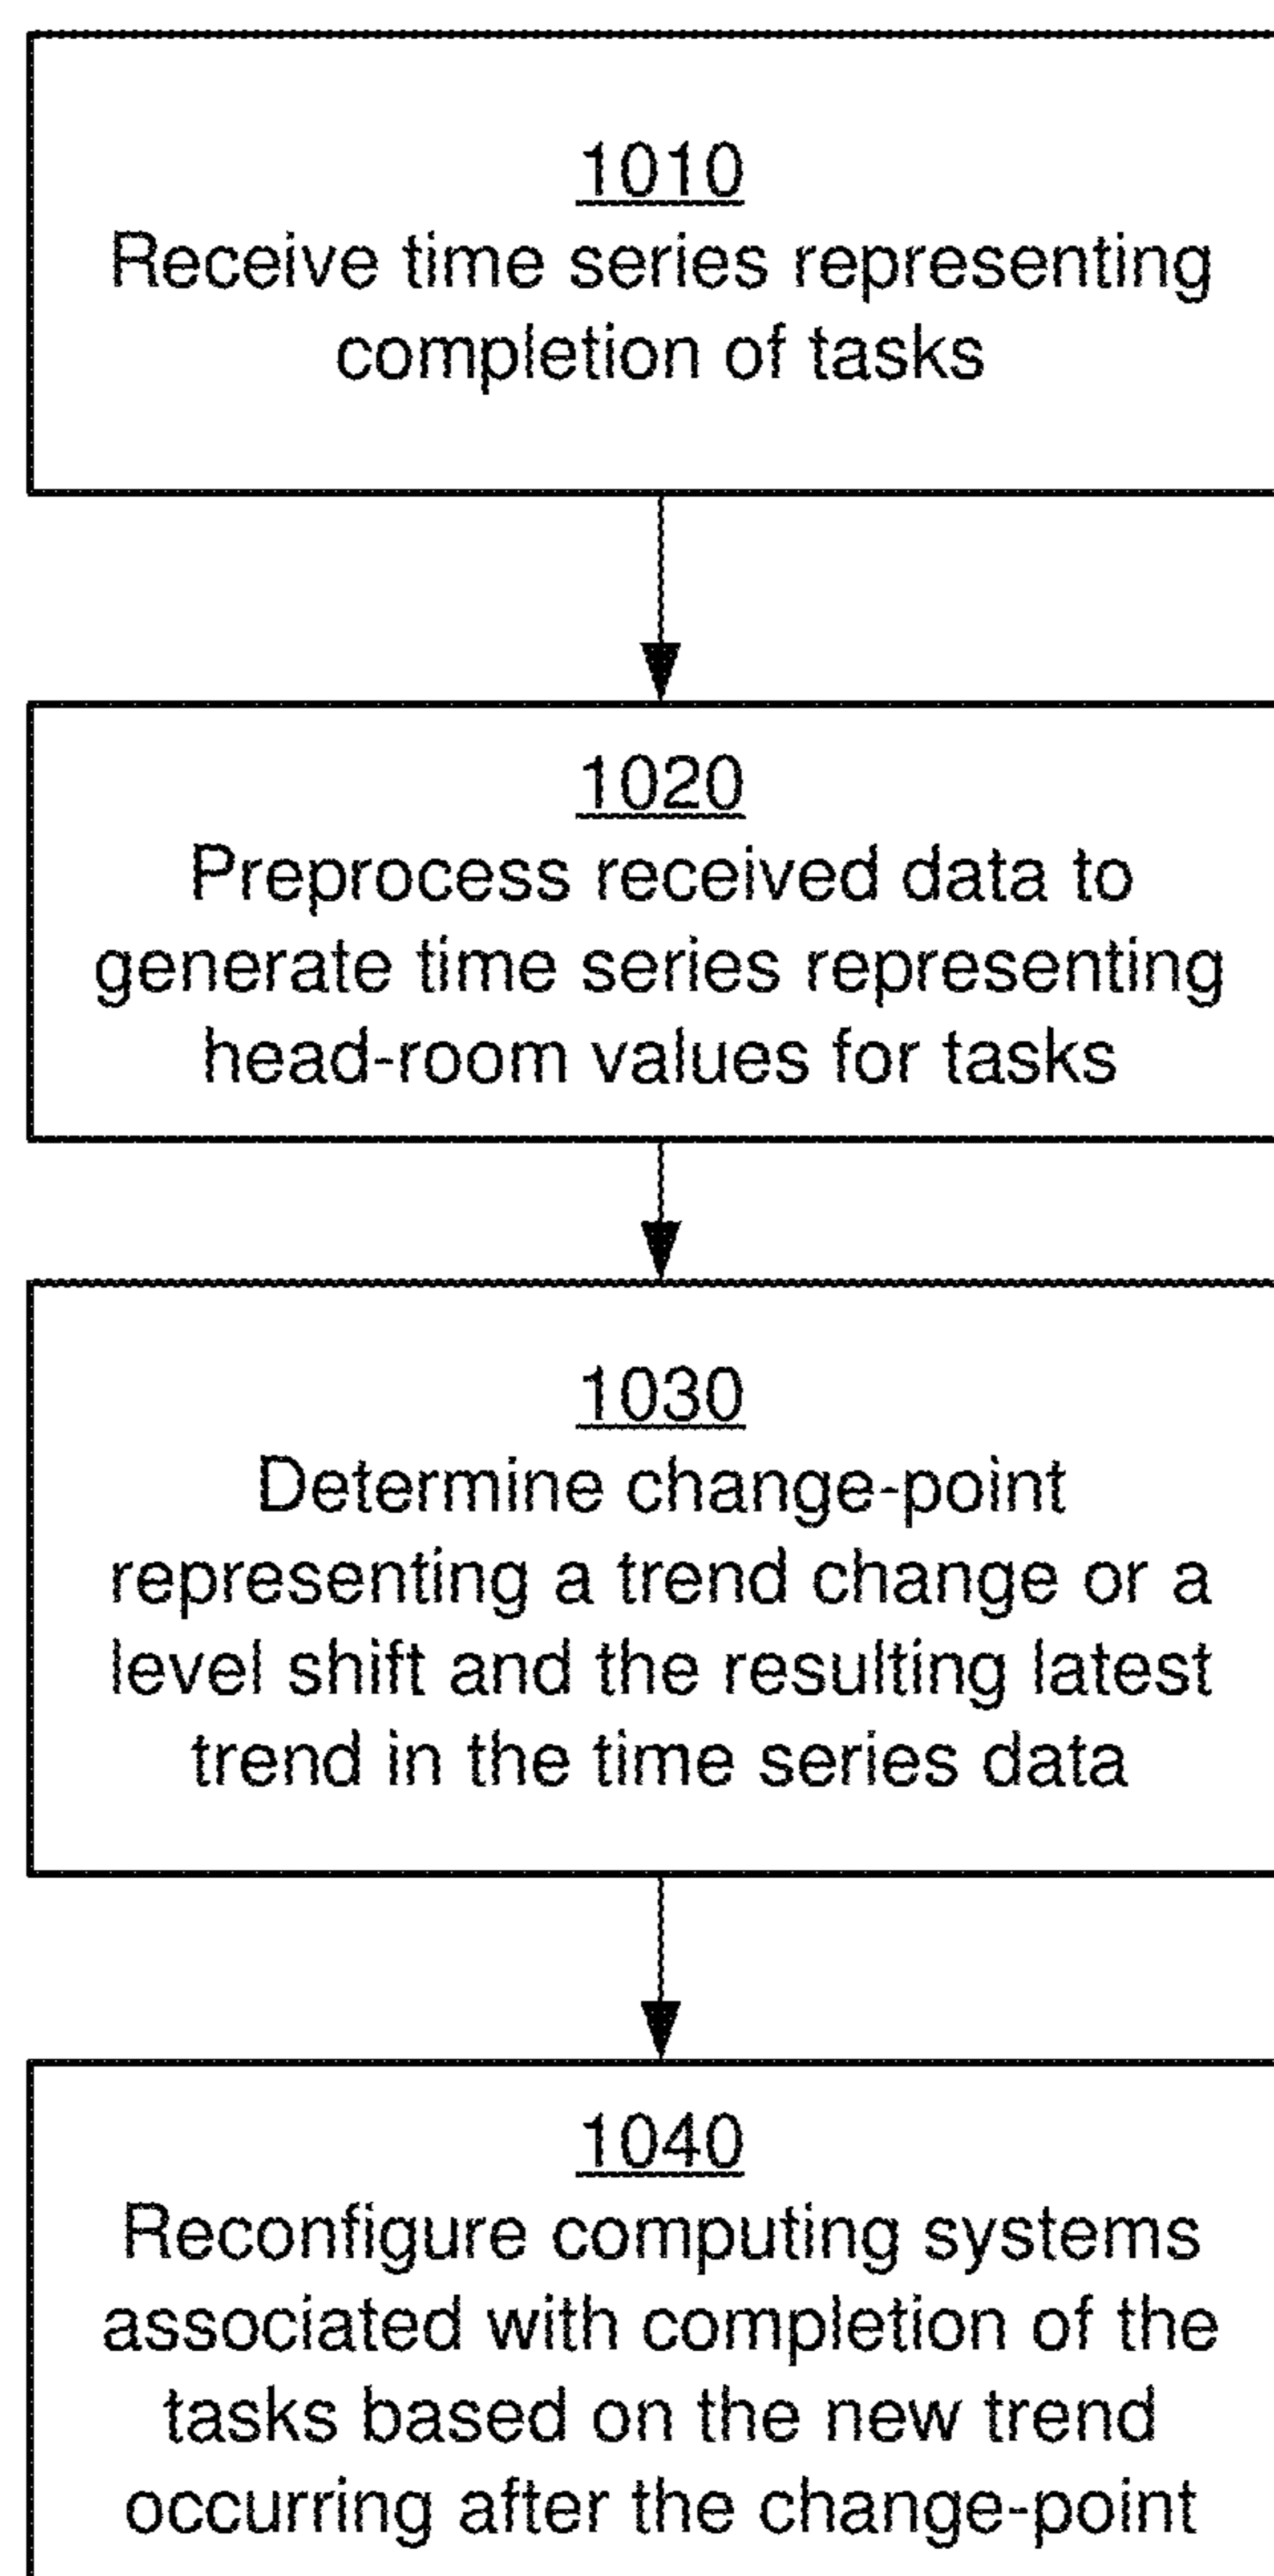 1010
Receive time series representing
completion of tasks
1020
Preprocess received data to
generate time series representing
head-room values for tasks
1030
Determine change-point
representing a trend change or a
level shift and the resulting latest
trend in the time series data
1040
Reconfigure computing systems
associated with completion of the
tasks based on the new trend
occurring after the change-point